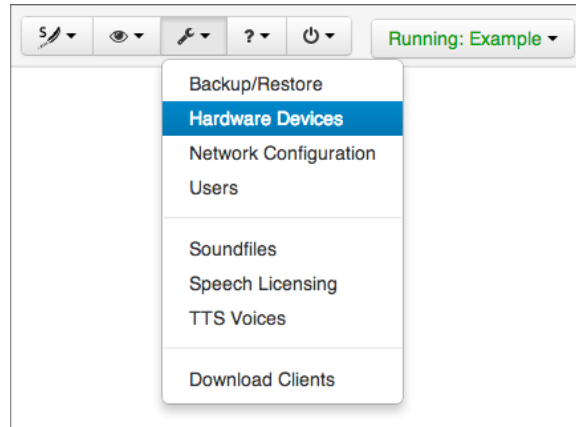 S ?
Running: Example
Backup/Restore
Hardware Devices
Network Configuration
Users
Soundfiles
Speech Licensing
TTS Voices
Download Clients